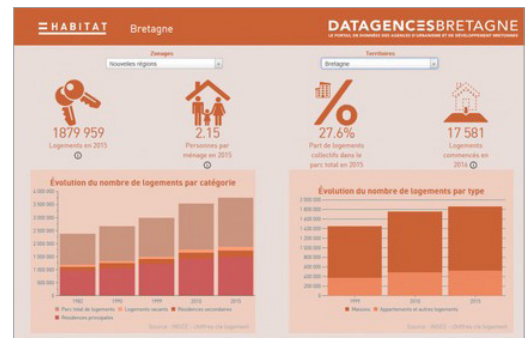 HABITAT
Bretagne
DATAGENCESBRETAGNE
LE PORTAIL DE DONNÉES DES AGENCES D'URBANISME ET DE DÉVELOPPEMENT BRETONNES
Zonages
Nouvelles régions
Territoires
Bretagne
1879 959
Logements en 2015
2.15
Personnes par
ménage en 2015
27.6%
Part de logements
collectifs dans le
parc total en 2015
17 581
Logements
commencés en
2016
Évolution du nombre de logements par catégorie
4 000 000
3 500 000
3 000 000
2 500 000
2 000 000
1 500 000
1 000 000
500 000
0
1982
1990
1999
2010
2015
Parc total de logements
Logements vacants
Résidences secondaires
Résidences principales
Source : INSEE - chiffres clé logement
Évolution du nombre de logements par type
2 000 000
1 800 000
1 600 000
1 400 000
1 200 000
1 000 000
800 000
600 000
400 000
200 000
0
1999
2010
2015
Maisons
Appartements et autres logements
Source : INSEE - chiffres clé logement